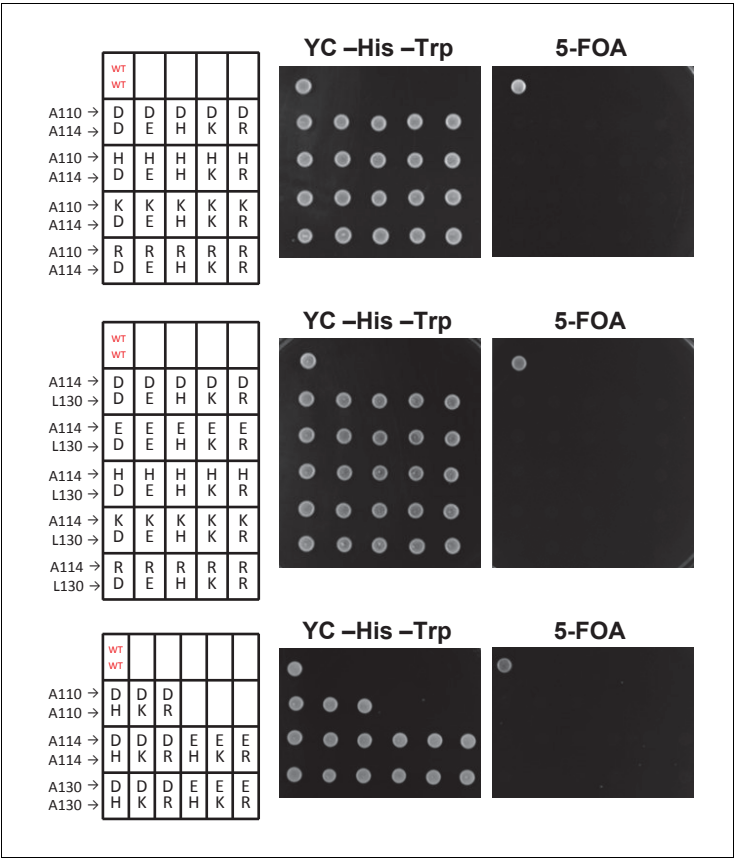 YC –His –Trp 5-FOA
WT
WT
A110 → D D D D D
A114 → D E H K R
A110 → H H H H H
A114 → D E H K R
A110 → K K K K K
A114 → D E H K R
A110 → R R R R R
A114 → D E H K R
YC –His –Trp 5-FOA
WT
WT
A114 → D D D D D
L130 → D E H K R
A114 → E E E E E
L130 → D E H K R
A114 → H H H H H
L130 → D E H K R
A114 → K K K K K
L130 → D E H K R
A114 → R R R R R
L130 → D E H K R
YC –His –Trp 5-FOA
WT
WT
A110 → D D D
A110 → H K R
A114 → D D D E E E
A114 → H K R H K R
A130 → D D D E E E
A130 → H K R H K R